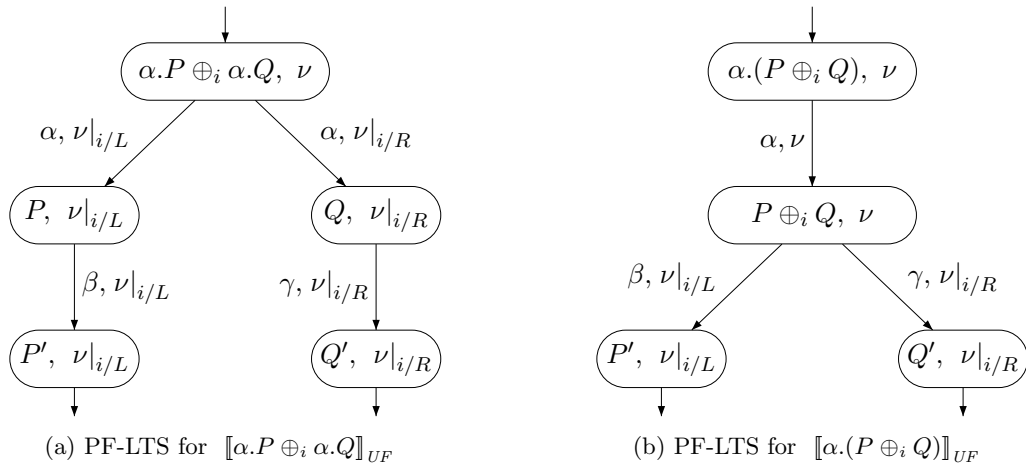 α.P ⊕ᵢ α.Q, ν
α, ν|_{i/L}
α, ν|_{i/R}
P, ν|_{i/L}
Q, ν|_{i/R}
β, ν|_{i/L}
γ, ν|_{i/R}
P′, ν|_{i/L}
Q′, ν|_{i/R}
(a) PF-LTS for ⟦α.P ⊕ᵢ α.Q⟧_{UF}
α.(P ⊕ᵢ Q), ν
α, ν
P ⊕ᵢ Q, ν
β, ν|_{i/L}
γ, ν|_{i/R}
P′, ν|_{i/L}
Q′, ν|_{i/R}
(b) PF-LTS for ⟦α.(P ⊕ᵢ Q)⟧_{UF}